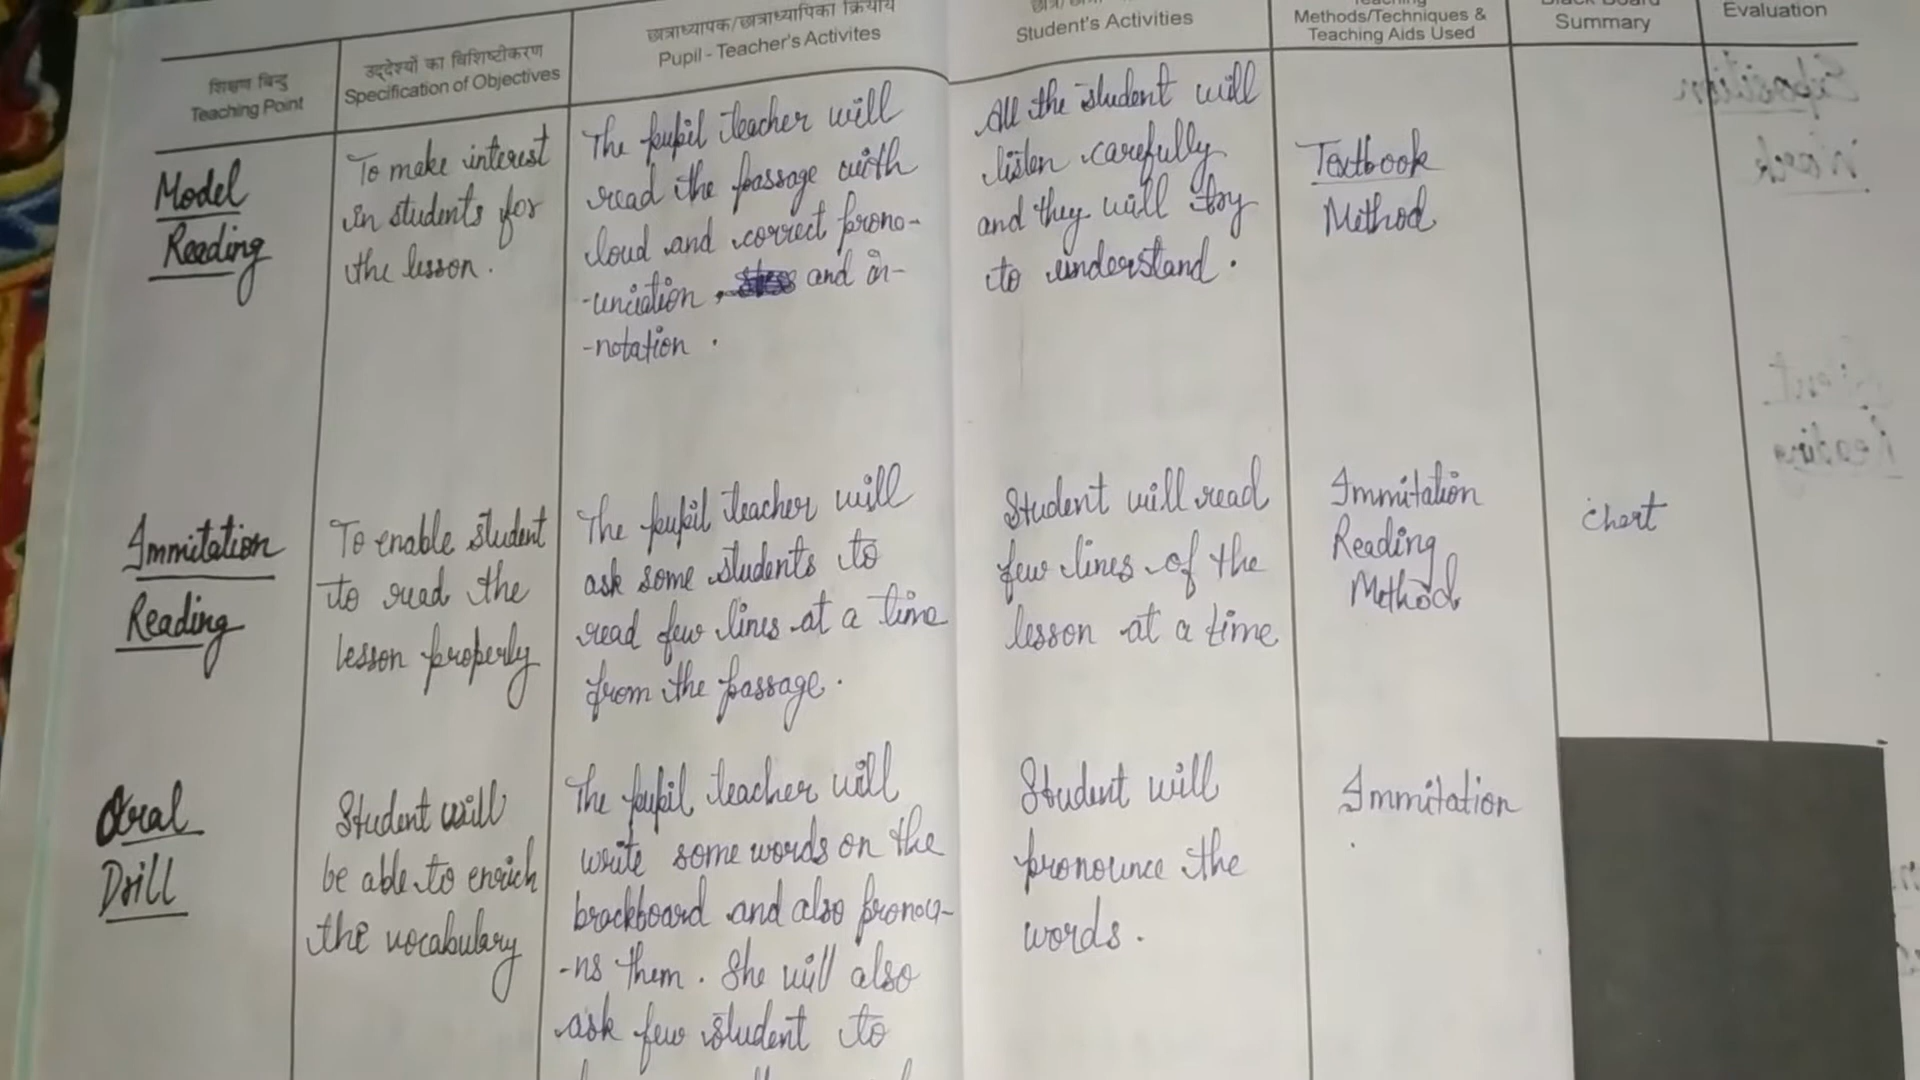 शिक्षण बिन्दु
Teaching Point
उद्देश्यों का विशिष्टीकरण
Specification of Objectives
छात्राध्यापक/छात्राध्यापिका क्रियाये
Pupil - Teacher's Activites
Student's Activities
Methods/Techniques &
Teaching Aids Used
Summary
Evaluation
Model
Reading
To make interest
in students for
the lesson.
The pupil teacher will
read the passage with
loud and correct prono-
-unciation, and in-
-notation.
All the student will
listen carefully
and they will try
to understand.
Textbook
Method
Immitation
Reading
To enable student
to read the
lesson properly
The pupil teacher will
ask some students to
read few lines at a time
from the passage.
Student will read
few lines of the
lesson at a time
Immitation
Reading
Method
chart
Oral
Drill
Student will
be able to enrich
the vocabulary
The pupil teacher will
write some words on the
brackboard and also pronou-
-ns them. She will also
ask few student to
Student will
pronounce the
words.
Immitation
Exposition
Work
Reading